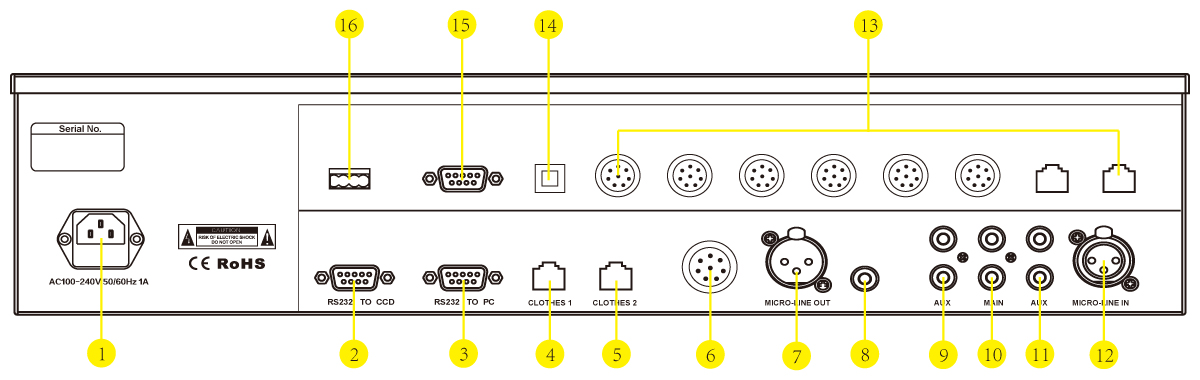 16 15 14 13
Serial No.
CAUTION
RISK OF ELECTRIC SHOCK
DO NOT OPEN
CE RoHS
AC100-240V 50/60Hz 1A
RS232 TO CCD
RS232 TO PC
CLOTHES 1
CLOTHES 2
MICRO-LINE OUT
AUX
MAIN
AUX
MICRO-LINE IN
1 2 3 4 5 6 7 8 9 10 11 12